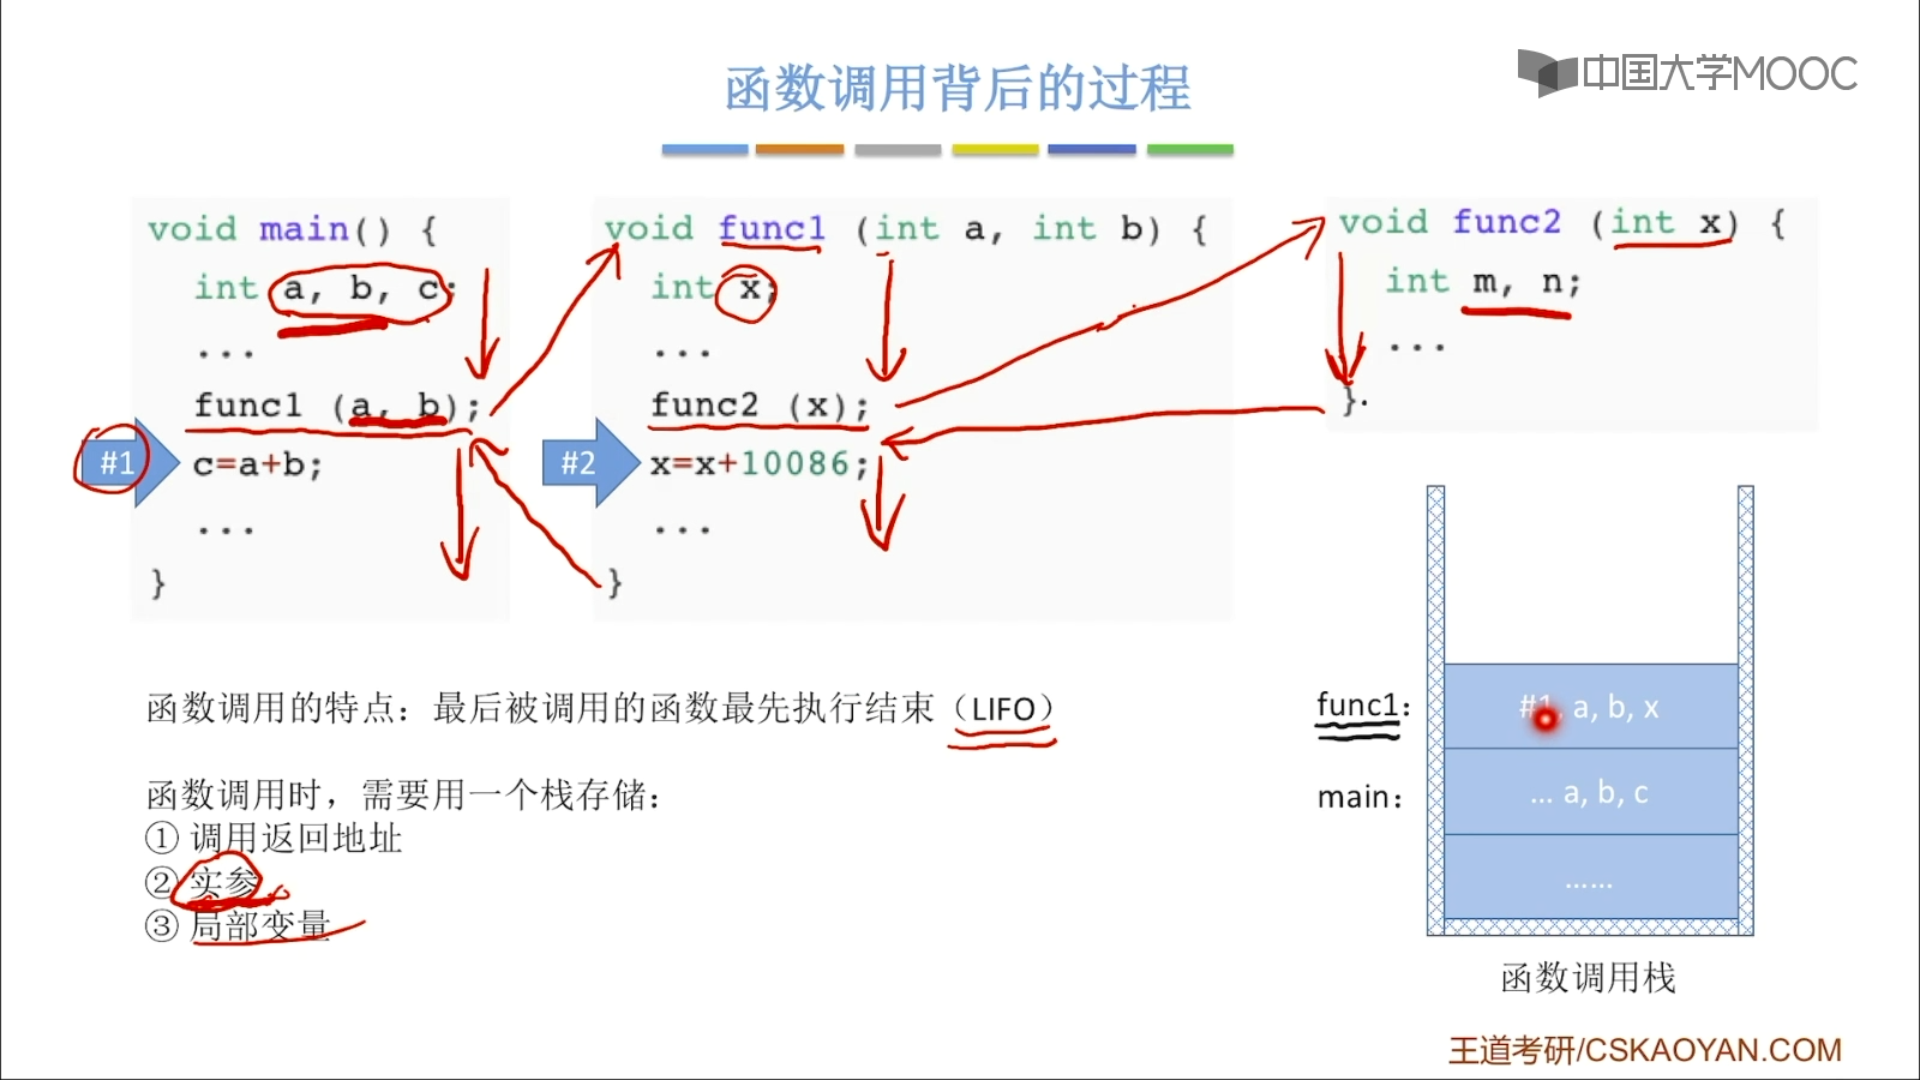 函数调用背后的过程
中国大学MOOC
void main() {
int a, b, c;
...
func1 (a, b);
#1
c=a+b;
...
}
void func1 (int a, int b) {
int x;
...
func2 (x);
#2
x=x+10086;
...
}
void func2 (int x) {
int m, n;
...
}
函数调用的特点：最后被调用的函数最先执行结束（LIFO）
函数调用时，需要用一个栈存储：
① 调用返回地址
② 实参
③ 局部变量
func1:
#1, a, b, x
main:
... a, b, c
……
函数调用栈
王道考研/CSKAOYAN.COM